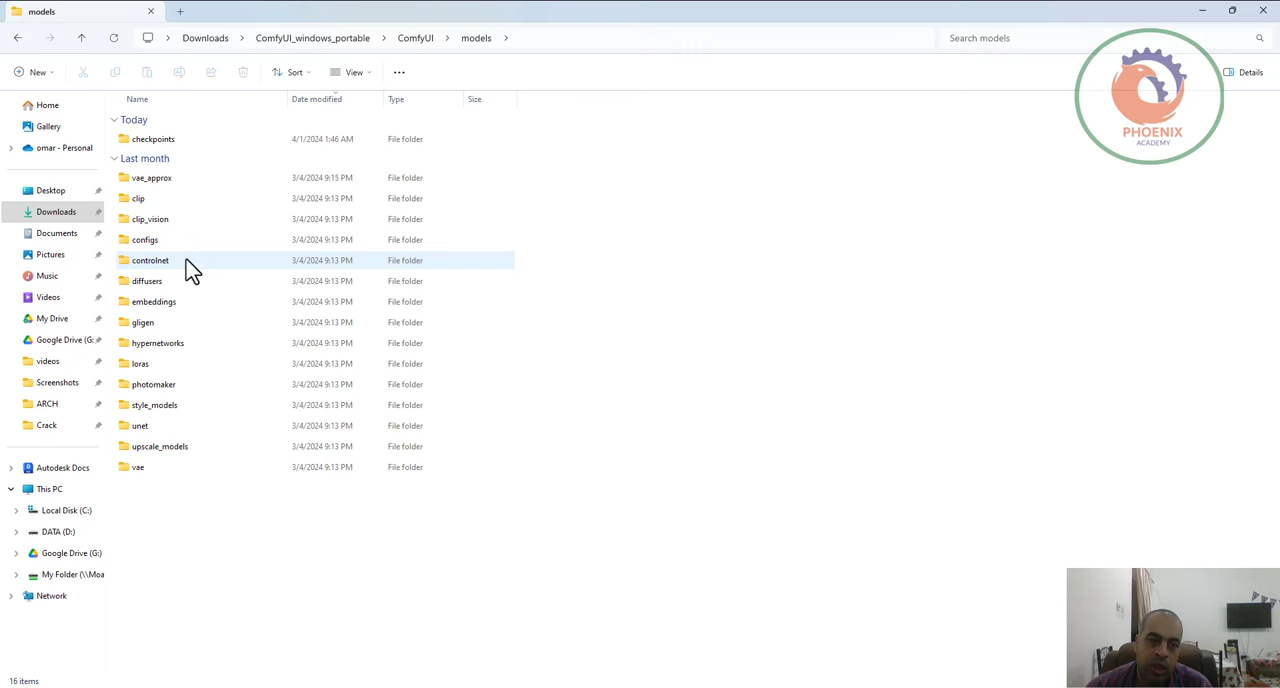 models
Downloads
ComfyUI_windows_portable
ComfyUI
models
Search models
New
Sort
View
Details
Home
Gallery
omar - Personal
Desktop
Downloads
Documents
Pictures
Music
Videos
My Drive
Google Drive (G:
videos
Screenshots
ARCH
Crack
Autodesk Docs
This PC
Local Disk (C:)
DATA (D:)
Google Drive (G:)
My Folder (\\Moa
Network
Name Date modified Type Size
Today
checkpoints 4/1/2024 1:46 AM File folder
Last month
vae_approx 3/4/2024 9:15 PM File folder
clip 3/4/2024 9:13 PM File folder
clip_vision 3/4/2024 9:13 PM File folder
configs 3/4/2024 9:13 PM File folder
controlnet 3/4/2024 9:13 PM File folder
diffusers 3/4/2024 9:13 PM File folder
embeddings 3/4/2024 9:13 PM File folder
gligen 3/4/2024 9:13 PM File folder
hypernetworks 3/4/2024 9:13 PM File folder
loras 3/4/2024 9:13 PM File folder
photomaker 3/4/2024 9:13 PM File folder
style_models 3/4/2024 9:13 PM File folder
unet 3/4/2024 9:13 PM File folder
upscale_models 3/4/2024 9:13 PM File folder
vae 3/4/2024 9:13 PM File folder
PHOENIX
ACADEMY
16 items